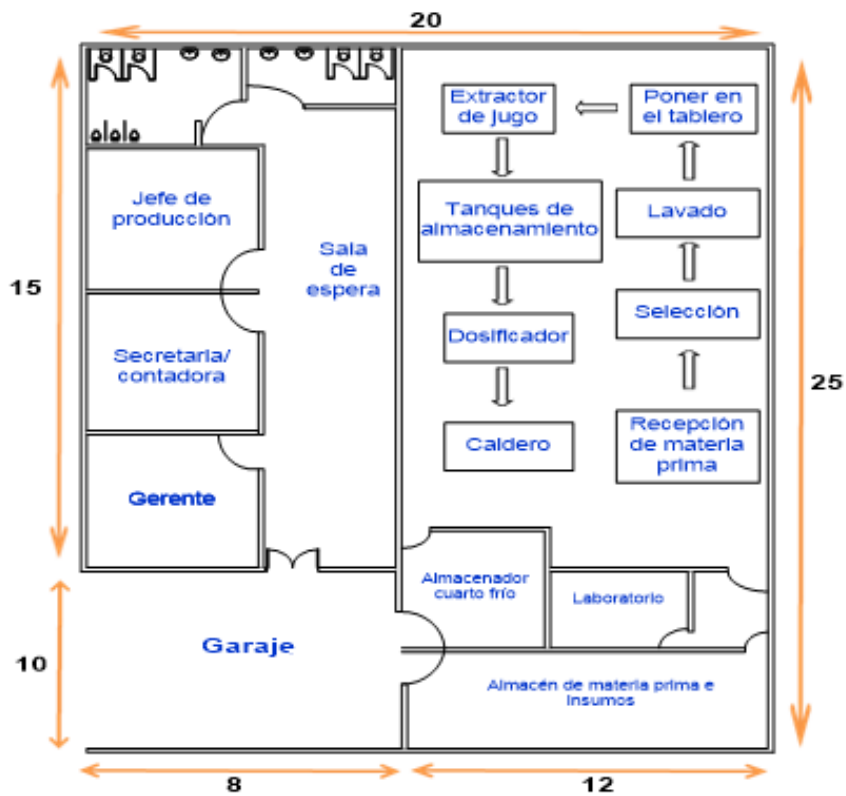 20
Extractor
de jugo
Poner en
el tablero
Jefe de
producción
Tanques de
almacenamiento
Lavado
15
Sala
de
espera
Dosificador
Selección
Secretaria/
contadora
25
Caldero
Recepción
de materia
prima
Gerente
Almacenador
cuarto frío
Laboratorio
Garaje
10
Almacén de materia prima e
insumos
8
12